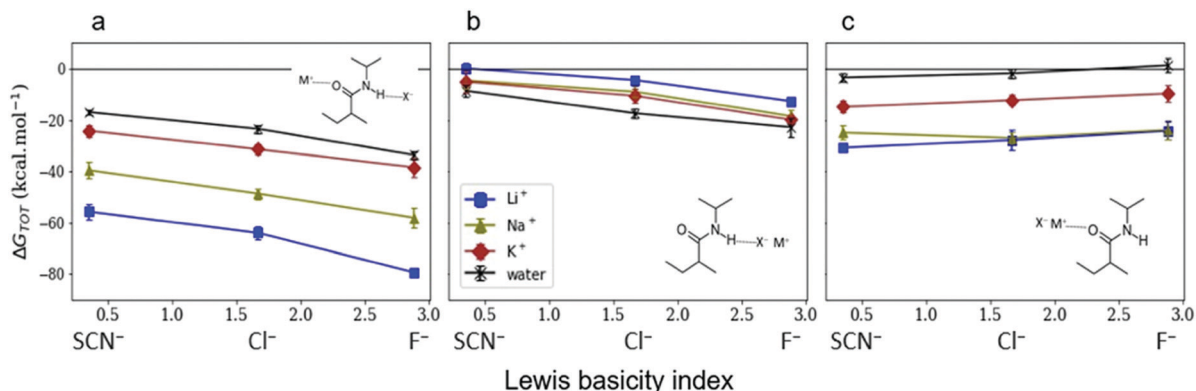 a
b
c
ΔG_TOT (kcal.mol⁻¹)
0
−20
−40
−60
−80
M⁺
O
N
H
X⁻
Li⁺
Na⁺
K⁺
water
O
N
H
X⁻ M⁺
X⁻ M⁺
O
N
H
0.5 1.0 1.5 2.0 2.5 3.0
0.5 1.0 1.5 2.0 2.5 3.0
0.5 1.0 1.5 2.0 2.5 3.0
SCN⁻ Cl⁻ F⁻
SCN⁻ Cl⁻ F⁻
SCN⁻ Cl⁻ F⁻
Lewis basicity index